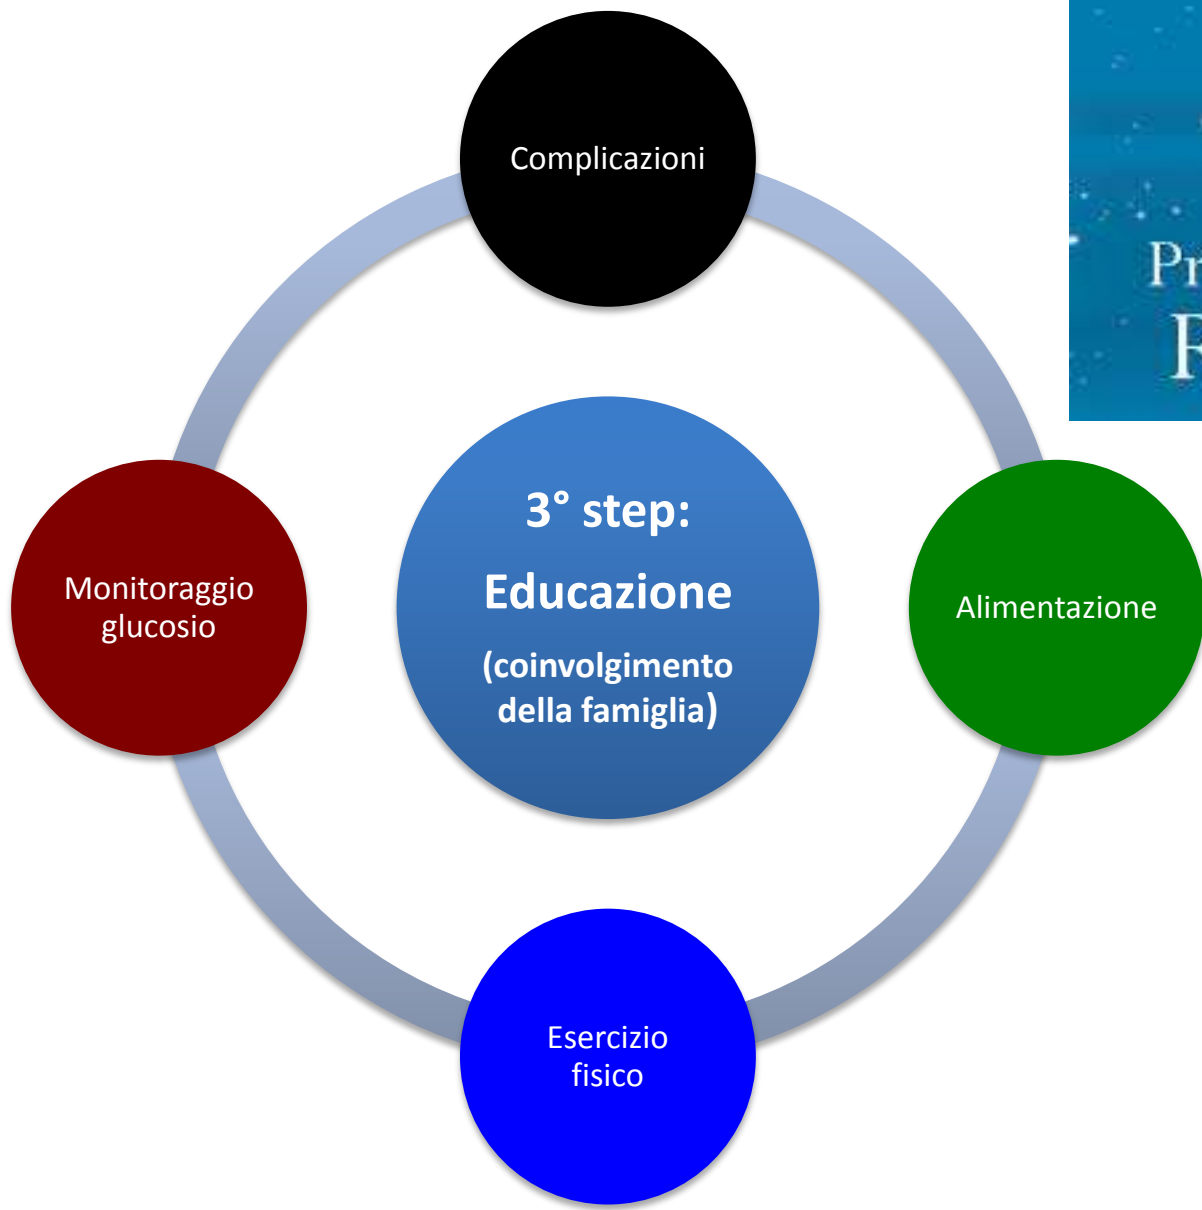 Complicazioni
3° step:
Educazione
(coinvolgimento
della famiglia)
Monitoraggio
glucosio
Alimentazione
Esercizio
fisico